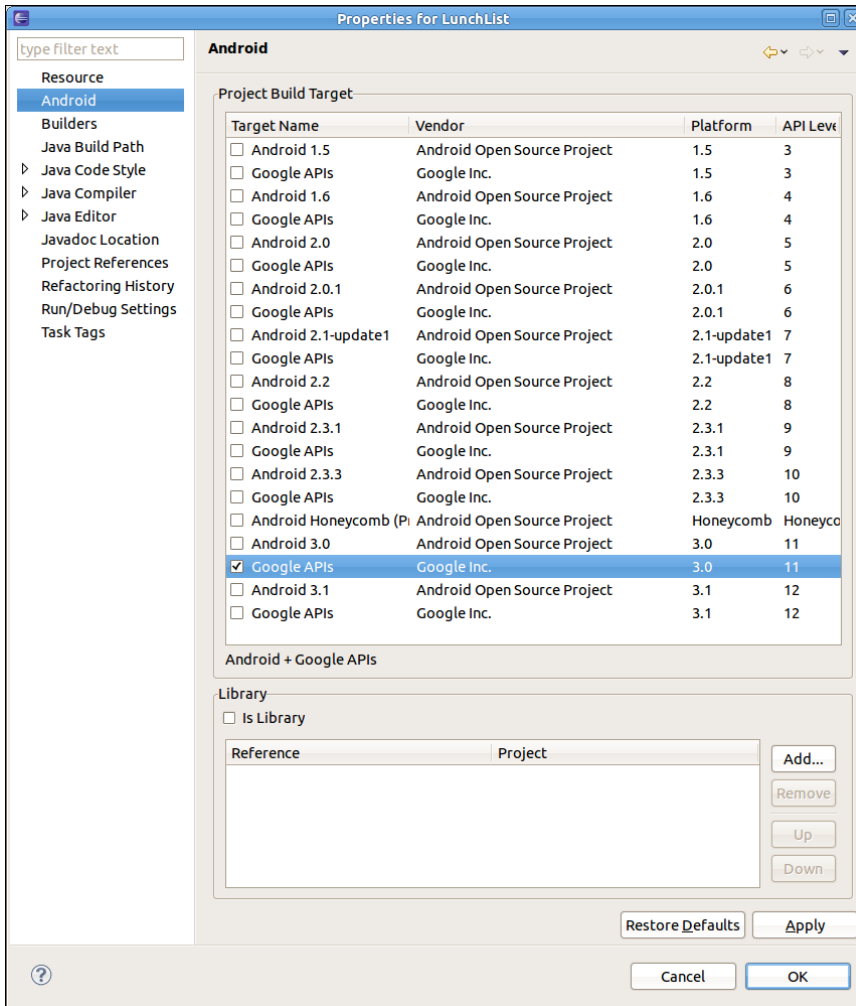 Properties for LunchList
type filter text
Resource
Android
Builders
Java Build Path
Java Code Style
Java Compiler
Java Editor
Javadoc Location
Project References
Refactoring History
Run/Debug Settings
Task Tags
Android
Project Build Target
Target Name Vendor Platform API Leve
Android 1.5 Android Open Source Project 1.5 3
Google APIs Google Inc. 1.5 3
Android 1.6 Android Open Source Project 1.6 4
Google APIs Google Inc. 1.6 4
Android 2.0 Android Open Source Project 2.0 5
Google APIs Google Inc. 2.0 5
Android 2.0.1 Android Open Source Project 2.0.1 6
Google APIs Google Inc. 2.0.1 6
Android 2.1-update1 Android Open Source Project 2.1-update1 7
Google APIs Google Inc. 2.1-update1 7
Android 2.2 Android Open Source Project 2.2 8
Google APIs Google Inc. 2.2 8
Android 2.3.1 Android Open Source Project 2.3.1 9
Google APIs Google Inc. 2.3.1 9
Android 2.3.3 Android Open Source Project 2.3.3 10
Google APIs Google Inc. 2.3.3 10
Android Honeycomb (Pr Android Open Source Project Honeycomb Honeyco
Android 3.0 Android Open Source Project 3.0 11
Google APIs Google Inc. 3.0 11
Android 3.1 Android Open Source Project 3.1 12
Google APIs Google Inc. 3.1 12
Android + Google APIs
Library
Is Library
Reference Project
Add...
Remove
Up
Down
Restore Defaults Apply
? Cancel OK